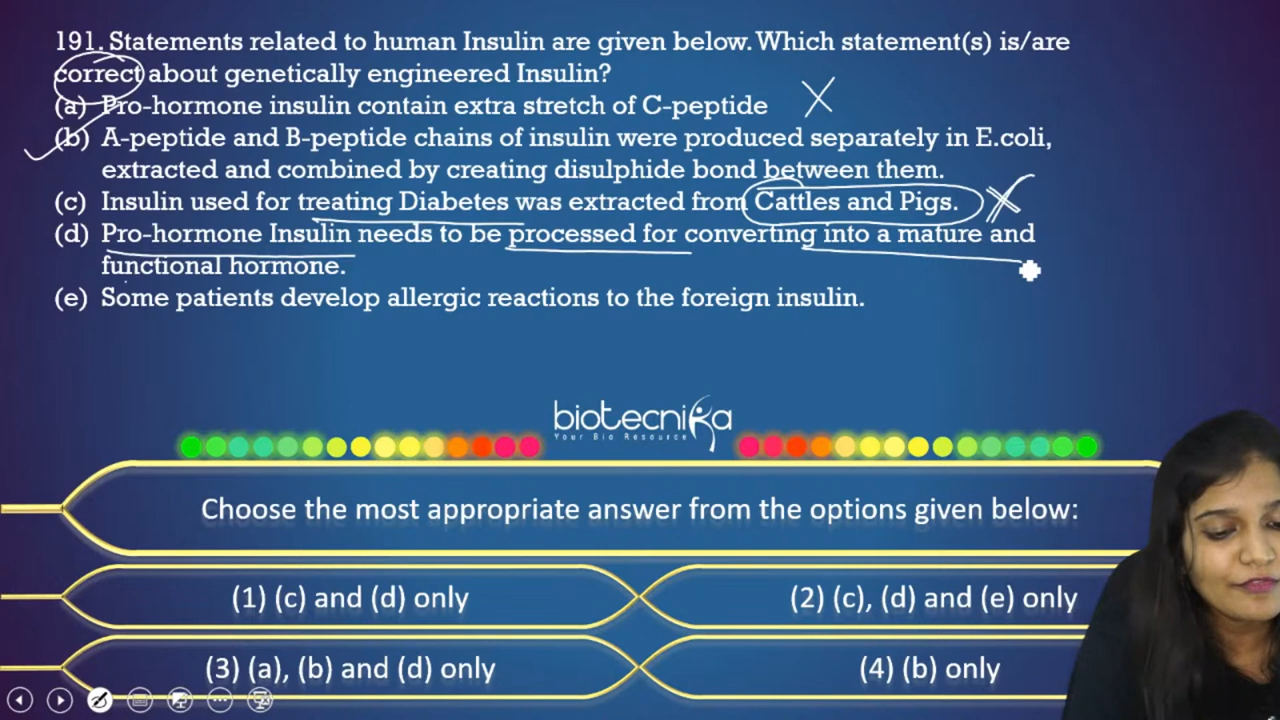 191. Statements related to human Insulin are given below. Which statement(s) is/are
correct about genetically engineered Insulin?
(a) Pro-hormone insulin contain extra stretch of C-peptide
(b) A-peptide and B-peptide chains of insulin were produced separately in E.coli,
extracted and combined by creating disulphide bond between them.
(c) Insulin used for treating Diabetes was extracted from Cattles and Pigs.
(d) Pro-hormone Insulin needs to be processed for converting into a mature and
functional hormone.
(e) Some patients develop allergic reactions to the foreign insulin.
biotecnika
Your Bio Resource
Choose the most appropriate answer from the options given below:
(1) (c) and (d) only
(2) (c), (d) and (e) only
(3) (a), (b) and (d) only
(4) (b) only